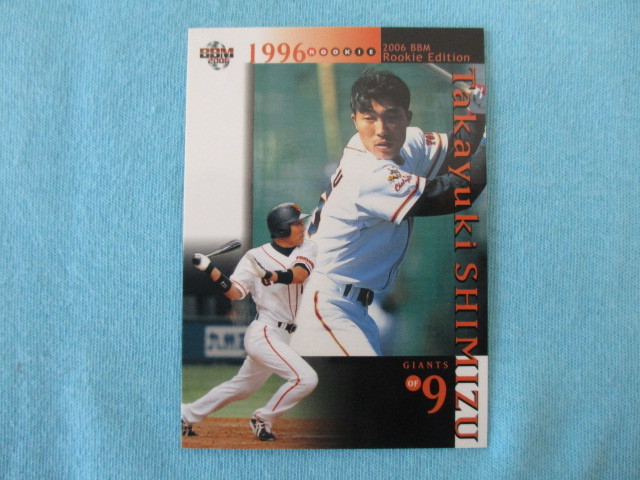 BBM
2006
1996 ROOKIE
2006 BBM
Rookie Edition
Takayuki SHIMIZU
GIANTS
OF 9